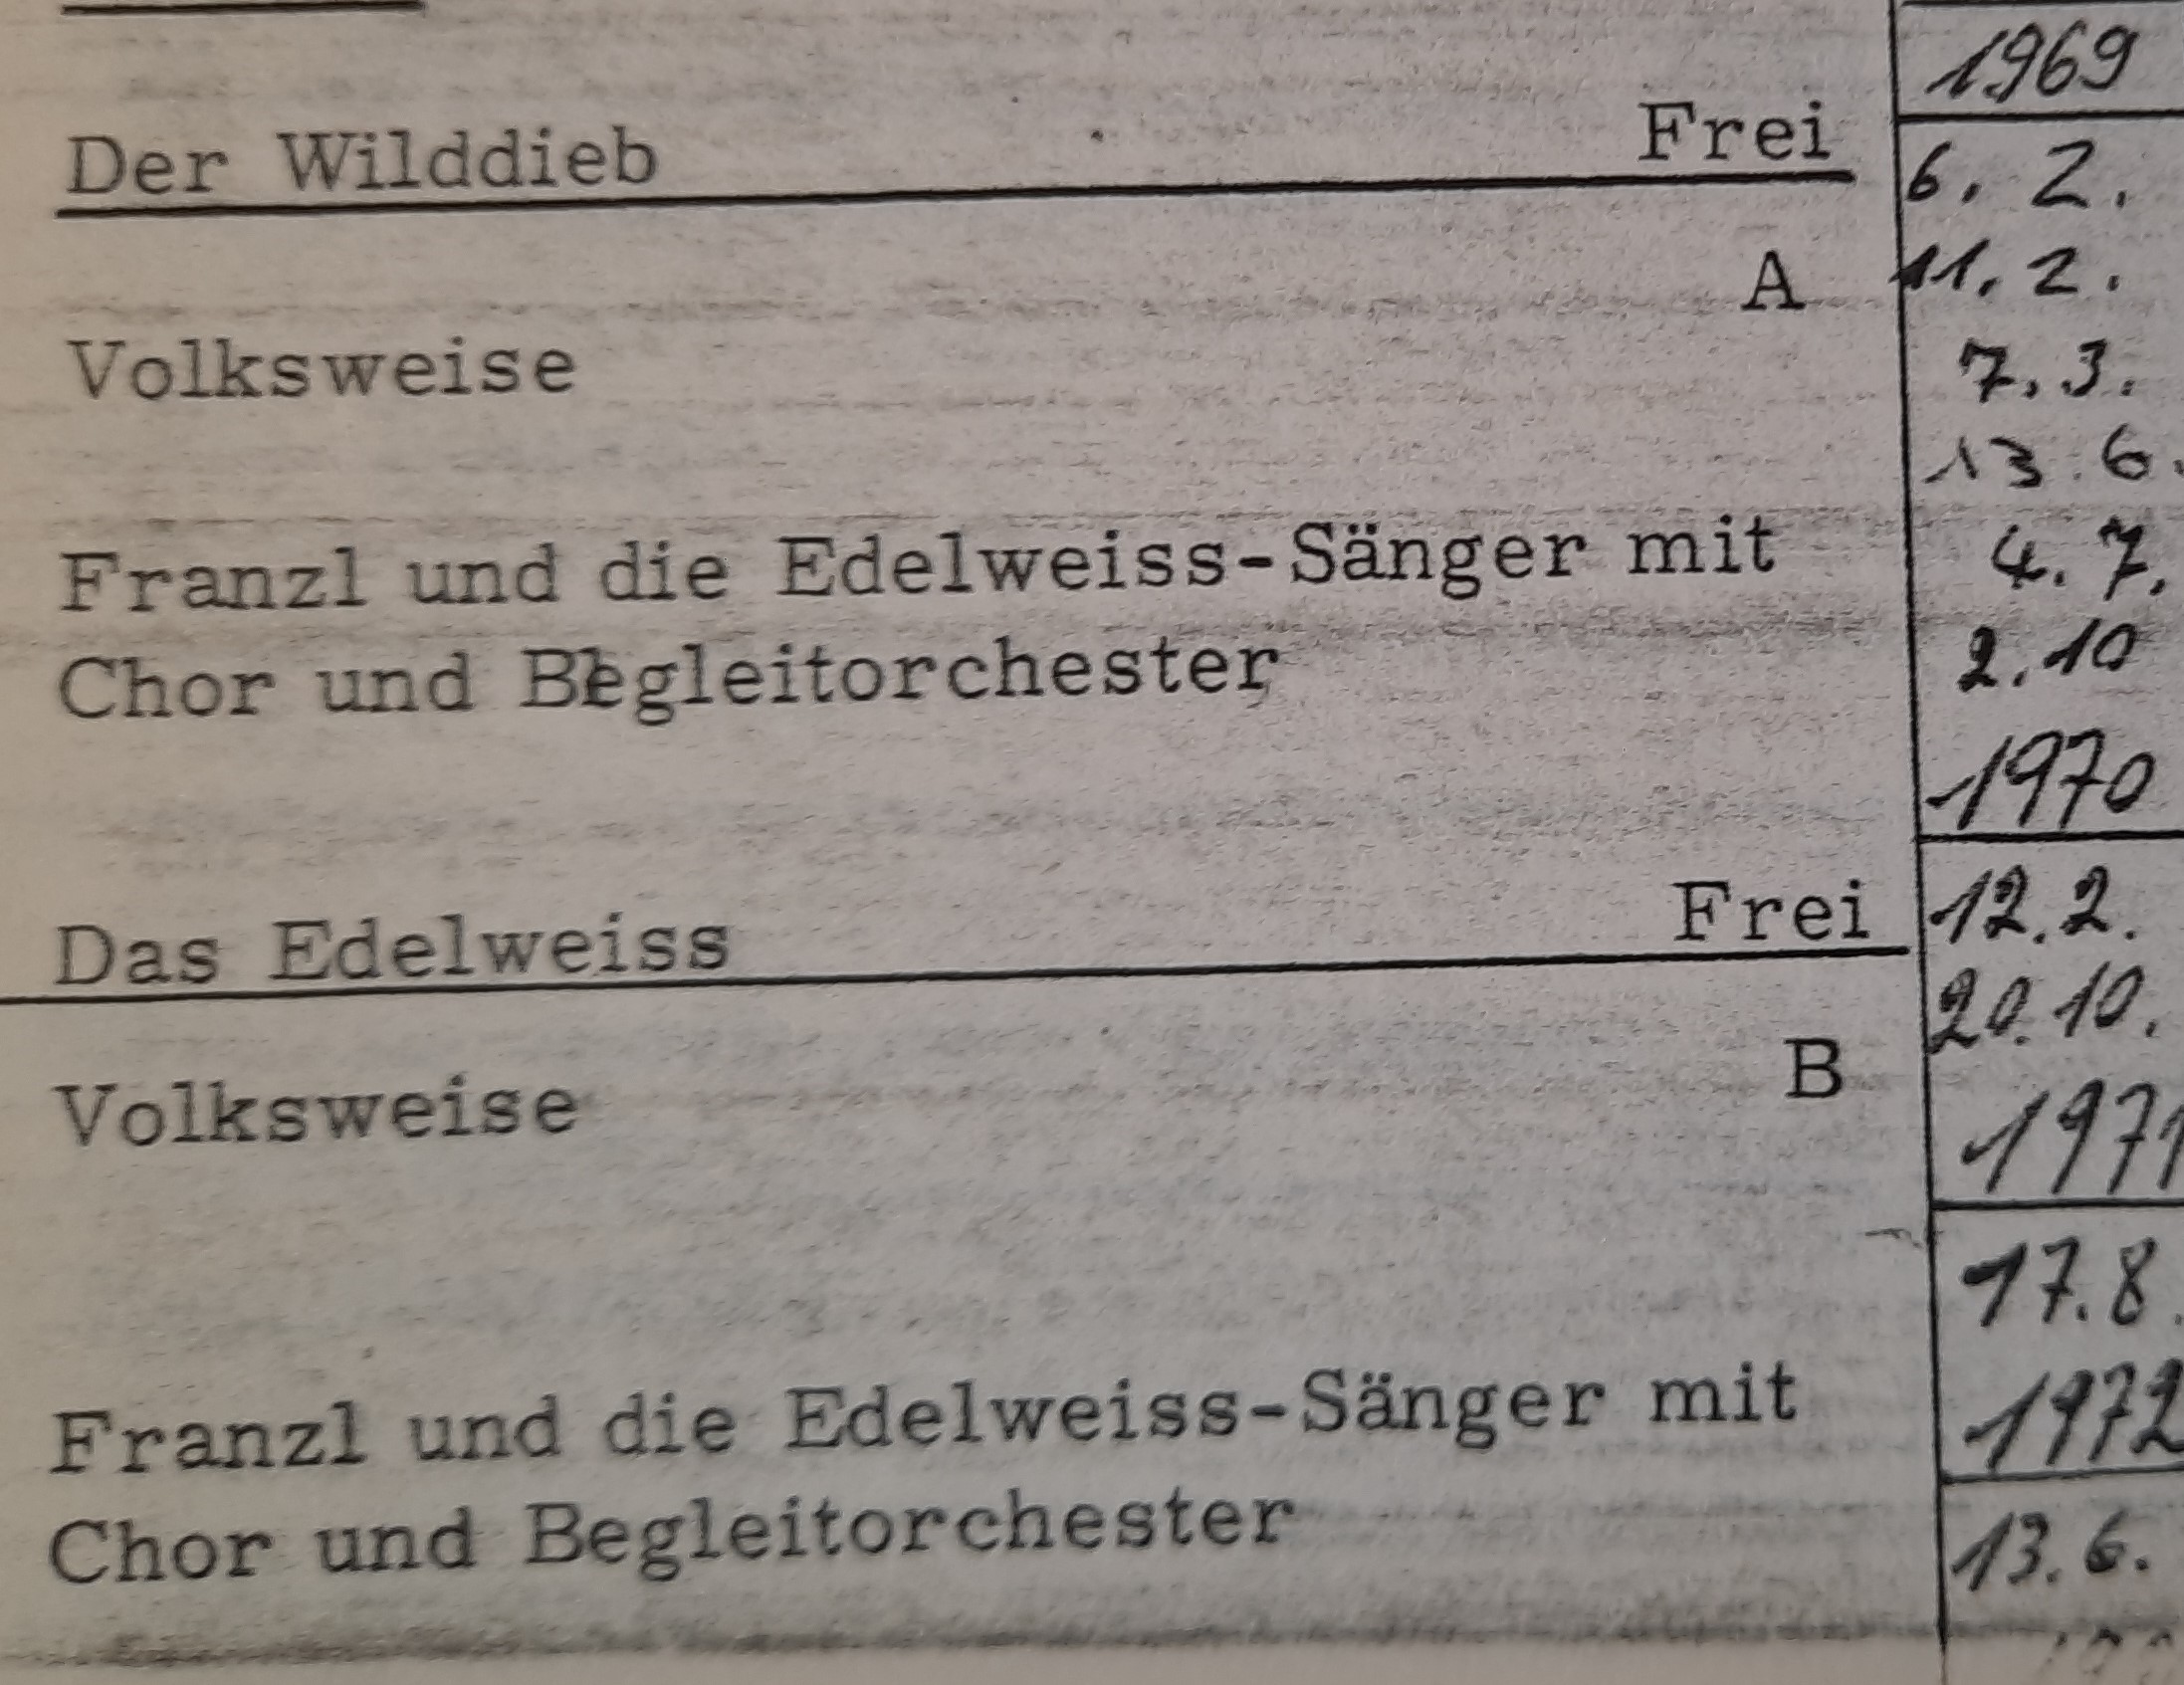 Der Wilddieb Frei
A
Volksweise
Franzl und die Edelweiss-Sänger mit
Chor und Begleitorchester
Das Edelweiss Frei
B
Volksweise
Franzl und die Edelweiss-Sänger mit
Chor und Begleitorchester
1969
6. 2.
11. 2.
7. 3.
13. 6.
4. 7.
2. 10
1970
12. 2.
20. 10.
1971
17. 8.
1972
13. 6.